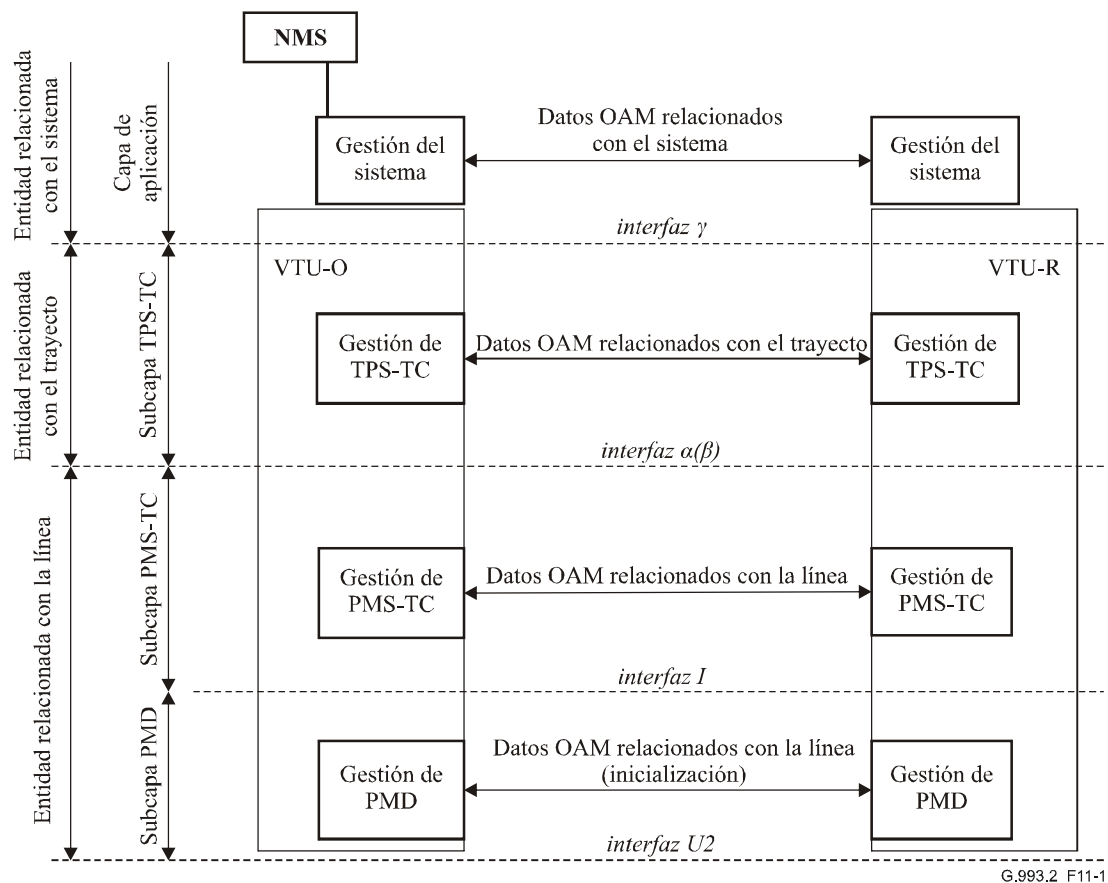 NMS
Entidad relacionada
con el sistema
Capa de
aplicación
Gestión del
sistema
Datos OAM relacionados
con el sistema
Gestión del
sistema
interfaz γ
Entidad relacionada
con el trayecto
Subcapa TPS-TC
VTU-O
VTU-R
Gestión de
TPS-TC
Datos OAM relacionados con el trayecto
Gestión de
TPS-TC
interfaz α(β)
Entidad relacionada con la línea
Subcapa PMS-TC
Gestión de
PMS-TC
Datos OAM relacionados con la línea
Gestión de
PMS-TC
interfaz I
Subcapa PMD
Gestión de
PMD
Datos OAM relacionados con la línea
(inicialización)
Gestión de
PMD
interfaz U2
G.993.2_F11-1